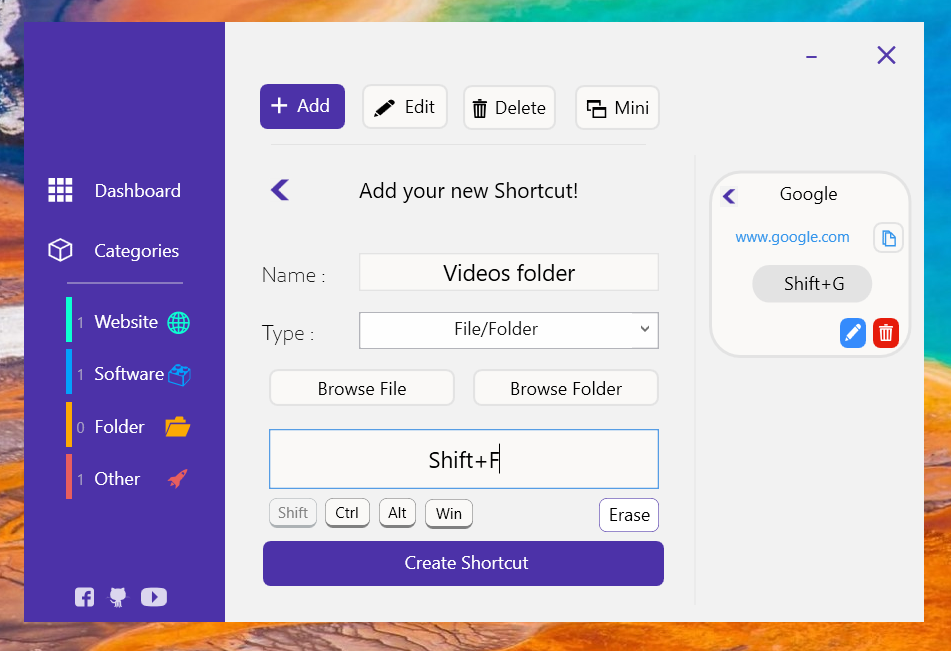 Add
Edit
Delete
Mini
Dashboard
Categories
1 Website
1 Software
0 Folder
1 Other
Add your new Shortcut!
Name :
Videos folder
Type :
File/Folder
Browse File
Browse Folder
Shift+F
Shift
Ctrl
Alt
Win
Erase
Create Shortcut
Google
www.google.com
Shift+G